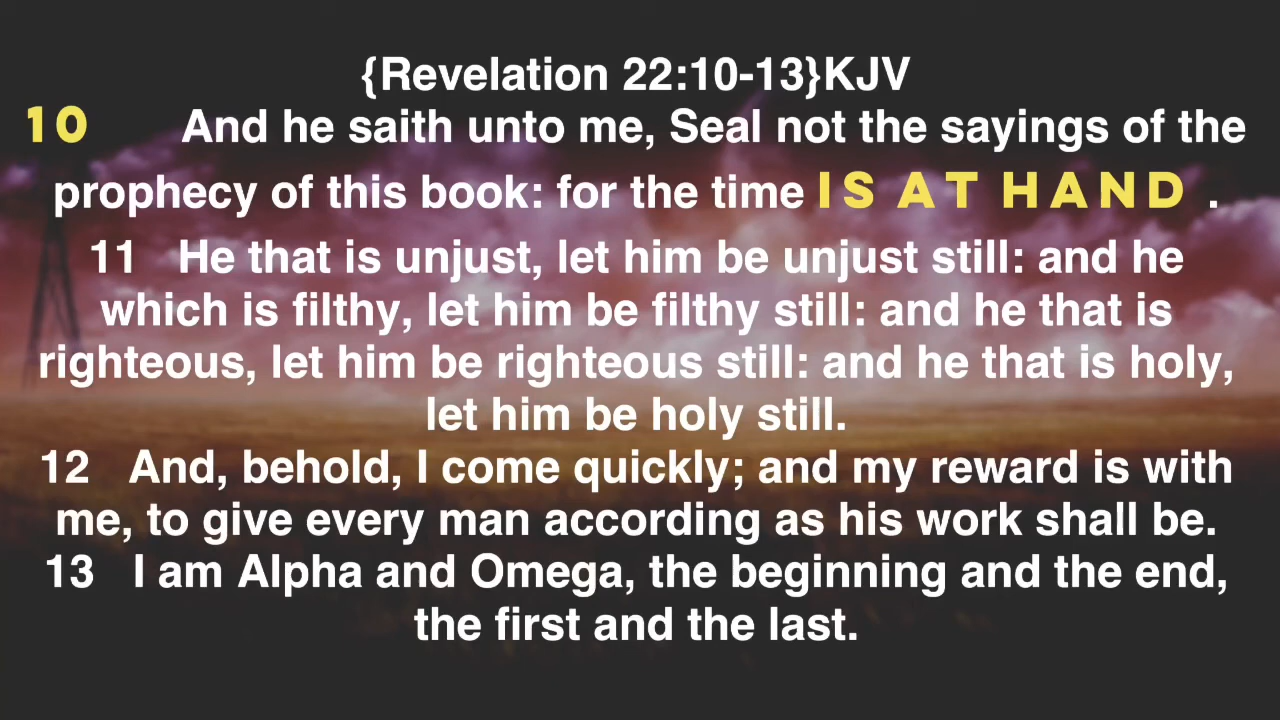 {Revelation 22:10-13}KJV
10 And he saith unto me, Seal not the sayings of the
prophecy of this book: for the time IS AT HAND .
11 He that is unjust, let him be unjust still: and he
which is filthy, let him be filthy still: and he that is
righteous, let him be righteous still: and he that is holy,
let him be holy still.
12 And, behold, I come quickly; and my reward is with
me, to give every man according as his work shall be.
13 I am Alpha and Omega, the beginning and the end,
the first and the last.